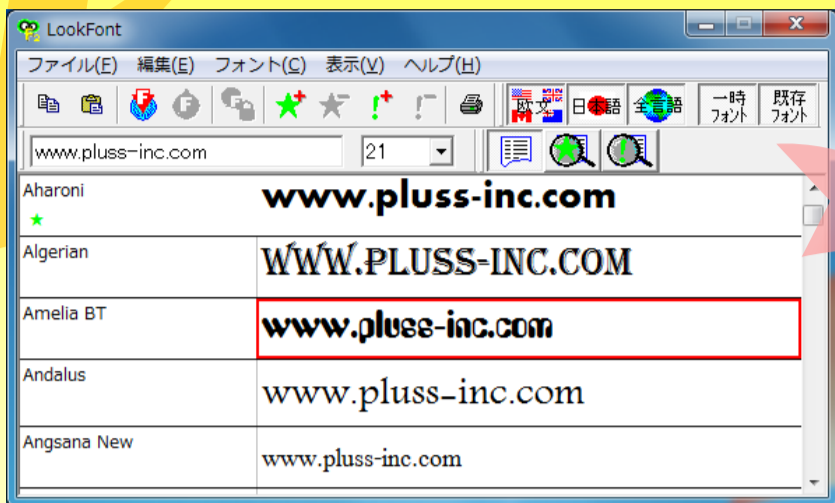 LookFont
ファイル(F) 編集(E) フォント(C) 表示(V) ヘルプ(H)
欧文 日本語 全言語 一時フォント 既存フォント
www.pluss-inc.com 21
Aharoni www.pluss-inc.com
Algerian WWW.PLUSS-INC.COM
Amelia BT www.pluss-inc.com
Andalus www.pluss-inc.com
Angsana New www.pluss-inc.com